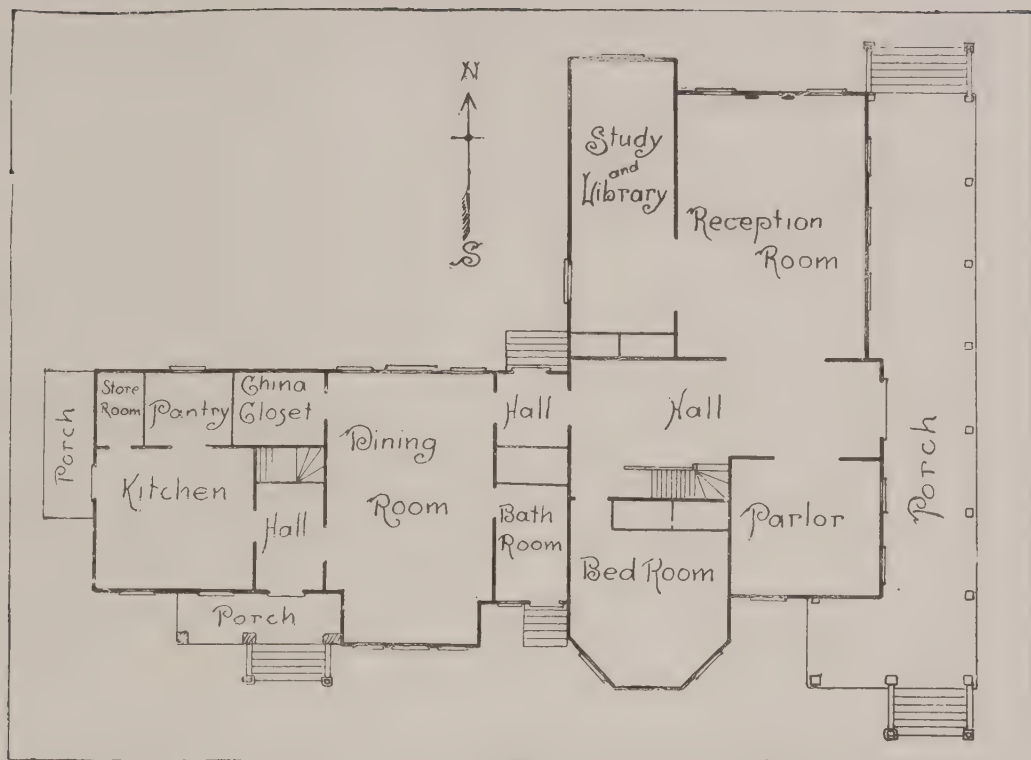 N
S
Study
and
Library
Reception
Room
Store
Room
Pantry
China
Closet
Porch
Kitchen
Hall
Dining
Room
Hall
Bath
Room
Hall
Bed Room
Parlor
Porch
Porch